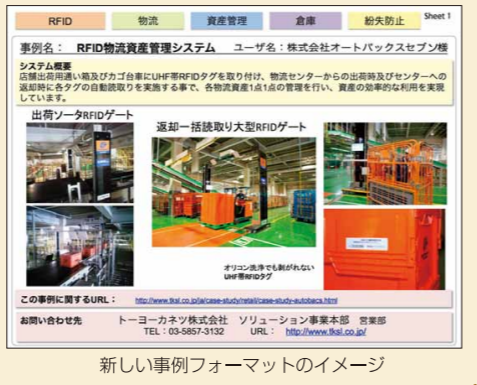 RFID 物流 資産管理 倉庫 紛失防止 Sheet 1
事例名： RFID物流資産管理システム ユーザ名：株式会社オートバックスセブン様
システム概要
店舗出荷用通い箱及びカゴ台車にUHF帯RFIDタグを取り付け、物流センターからの出荷時及びセンターへの
返却時に各タグの自動読取りを実施する事で、各物流資産1点1点の管理を行い、資産の効率的な利用を実現
しています。
出荷ソータRFIDゲート
返却一括読取り大型RFIDゲート
オリコン洗浄でも剥がれない
UHF帯RFIDタグ
この事例に関するURL： http://www.tksl.co.jp/ja/case-study/retail/case-study-autobacs.html
お問い合わせ先 トーヨーカネツ株式会社 ソリューション事業本部 営業部
TEL：03-5857-3132 URL： http://www.tksl.co.jp/
新しい事例フォーマットのイメージ